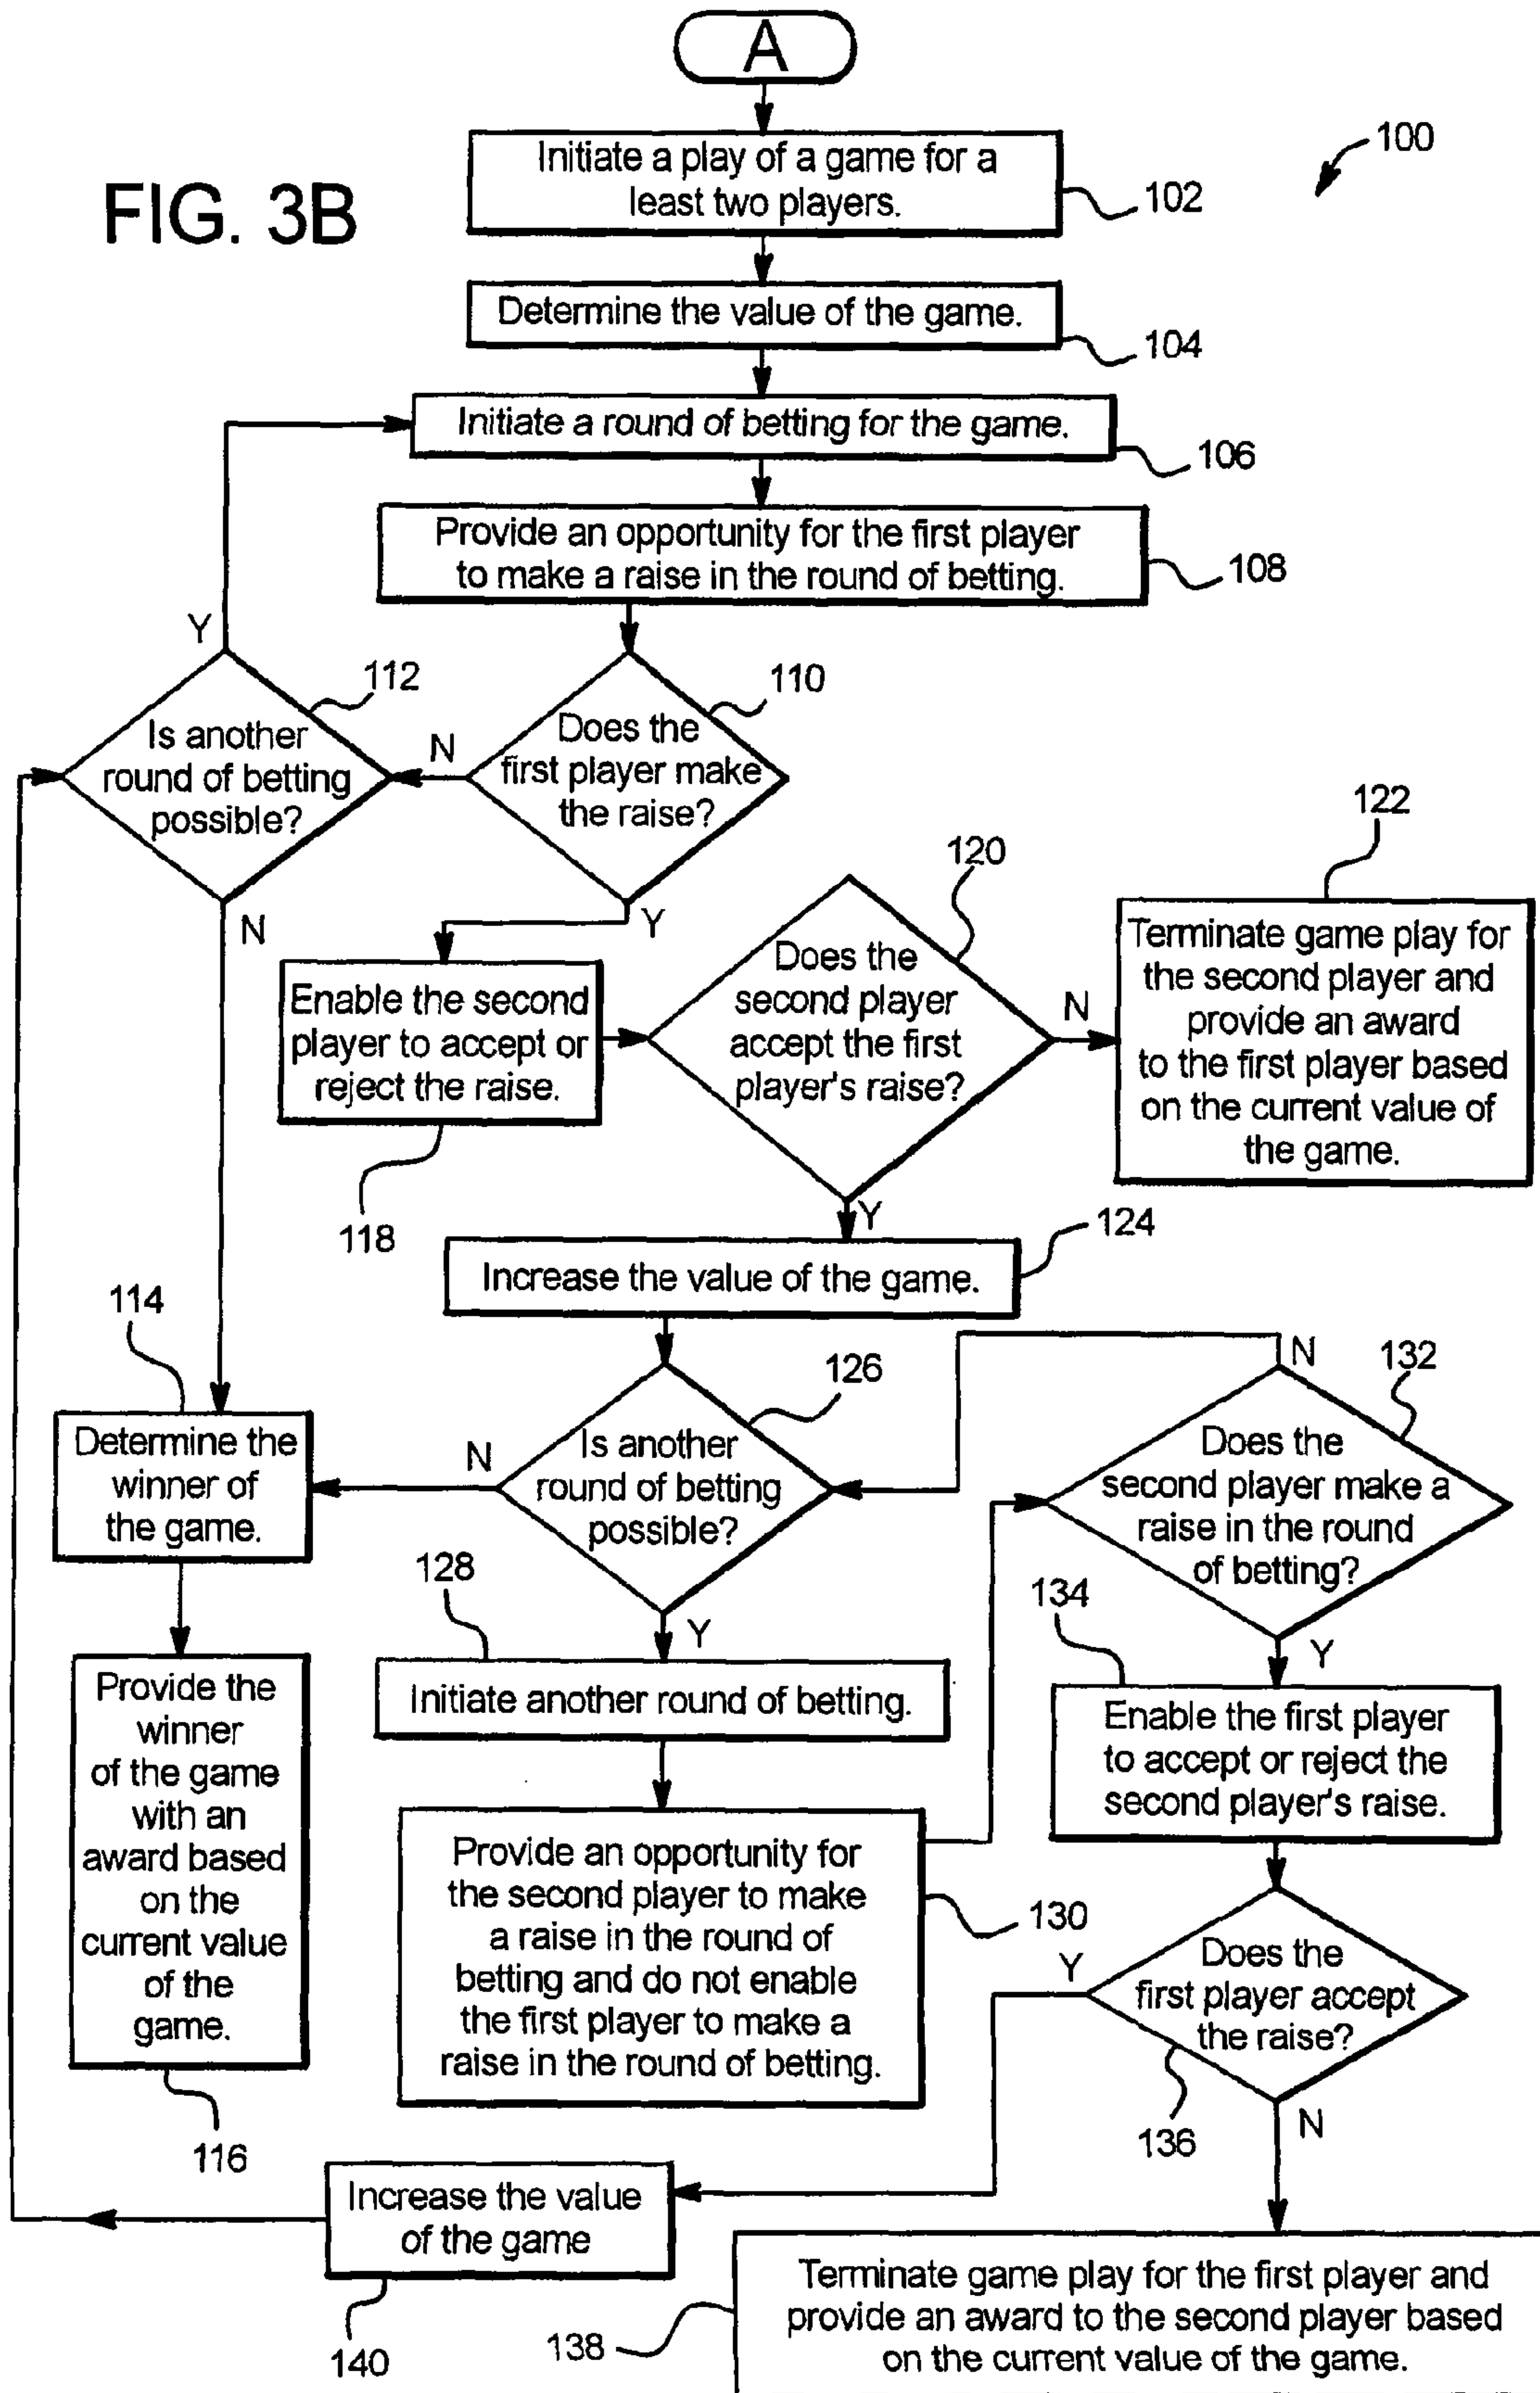 A
FIG. 3B
100
Initiate a play of a game for a
least two players.
102
Determine the value of the game.
104
Initiate a round of betting for the game.
106
Provide an opportunity for the first player
to make a raise in the round of betting.
108
Y
112
Is another
round of betting
possible?
N
N
110
Does the
first player make
the raise?
Y
Enable the second
player to accept or
reject the raise.
118
120
Does the
second player
accept the first
player's raise?
N
Y
122
Terminate game play for
the second player and
provide an award
to the first player based
on the current value of
the game.
124
Increase the value of the game.
114
Determine the
winner of
the game.
N
126
Is another
round of betting
possible?
Y
N
132
Does the
second player make a
raise in the round
of betting?
Y
128
Initiate another round of betting.
134
Enable the first player
to accept or reject the
second player's raise.
Provide the
winner
of the game
with an
award based
on the
current value
of the
game.
116
Provide an opportunity for
the second player to make
a raise in the round of
betting and do not enable
the first player to make a
raise in the round of betting.
130
Y
Does the
first player accept
the raise?
136
N
Increase the value
of the game
140
138
Terminate game play for the first player and
provide an award to the second player based
on the current value of the game.